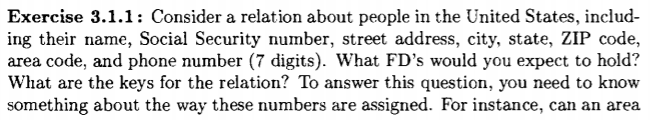 Exercise 3.1.1: Consider a relation about people in the United States, includ-
ing their name, Social Security number, street address, city, state, ZIP code,
area code, and phone number (7 digits). What FD's would you expect to hold?
What are the keys for the relation? To answer this question, you need to know
something about the way these numbers are assigned. For instance, can an area